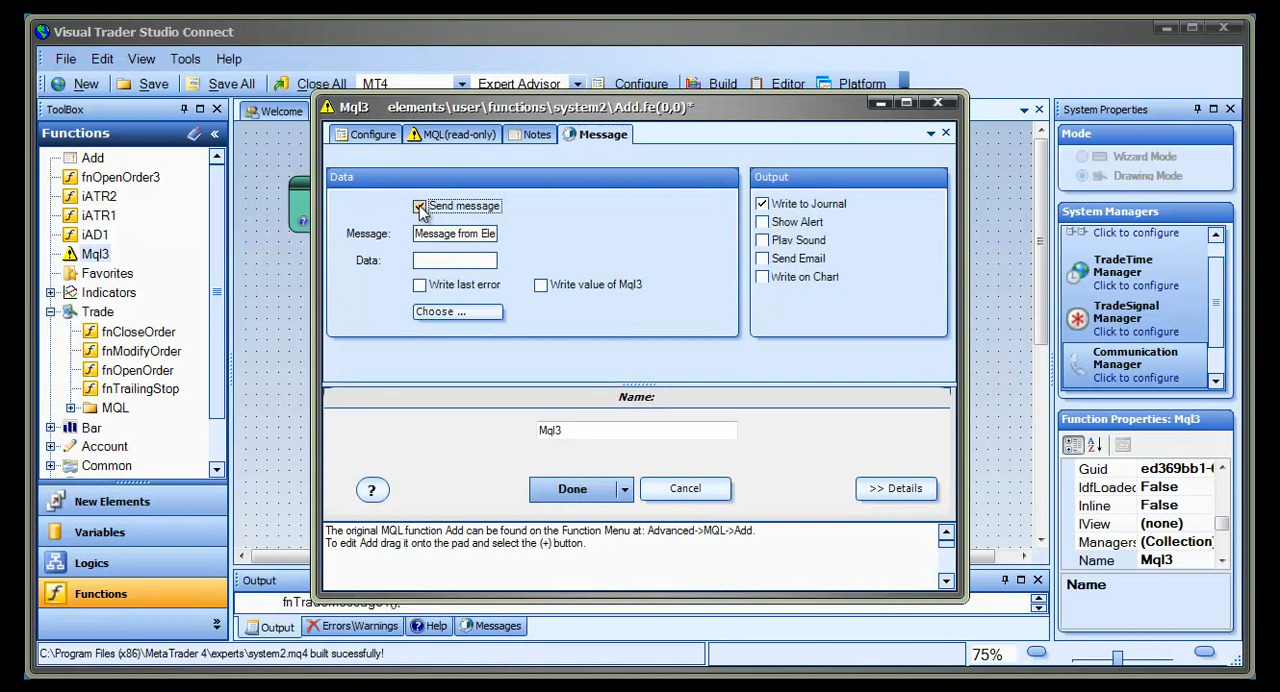 Visual Trader Studio Connect
File Edit View Tools Help
New Save Save All Close All MT4 Expert Advisor Configure Build Editor Platform
ToolBox
Functions
Add
fnOpenOrder3
iATR2
iATR1
iAD1
Mql3
Favorites
Indicators
Trade
fnCloseOrder
fnModifyOrder
fnOpenOrder
fnTrailingStop
MQL
Bar
Account
Common
New Elements
Variables
Logics
Functions
Welcome
Mql3 elements\user\functions\system2\Add.fe(0,0)*
Configure MQL(read-only) Notes Message
Data
Send message
Message: Message from Ele
Data:
Write last error Write value of Mql3
Choose ...
Output
Write to Journal
Show Alert
Play Sound
Send Email
Write on Chart
Name:
Mql3
? Done Cancel >> Details
The original MQL function Add can be found on the Function Menu at: Advanced->MQL->Add.
To edit Add drag it onto the pad and select the (+) button.
Output
Output Errors\Warnings Help Messages
C:\Program Files (x86)\MetaTrader 4\experts\system2.mq4 built sucessfully!
75%
System Properties
Mode
Wizard Mode
Drawing Mode
System Managers
Click to configure
TradeTime
Manager
Click to configure
TradeSignal
Manager
Click to configure
Communication
Manager
Click to configure
Function Properties: Mql3
Guid ed369bb1-
IdfLoaded False
Inline False
IView (none)
Managers (Collection)
Name Mql3
Name